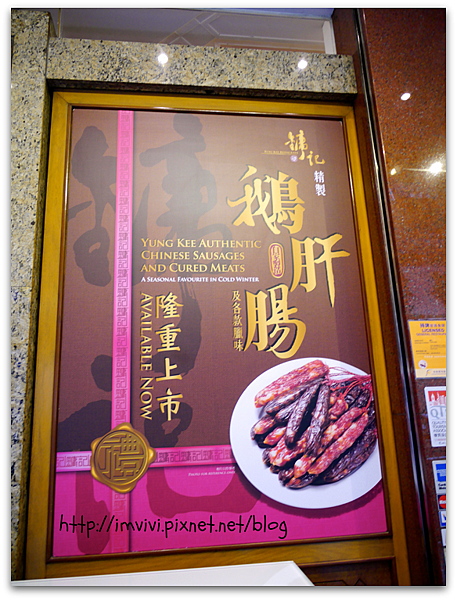 鏞記
精製
鵝肝腸
及各款臘味
YUNG KEE AUTHENTIC
CHINESE SAUSAGES
AND CURED MEATS
A SEASONAL FAVOURITE IN COLD WINTER
隆重上市
AVAILABLE NOW
http://imvivi.pixnet.net/blog